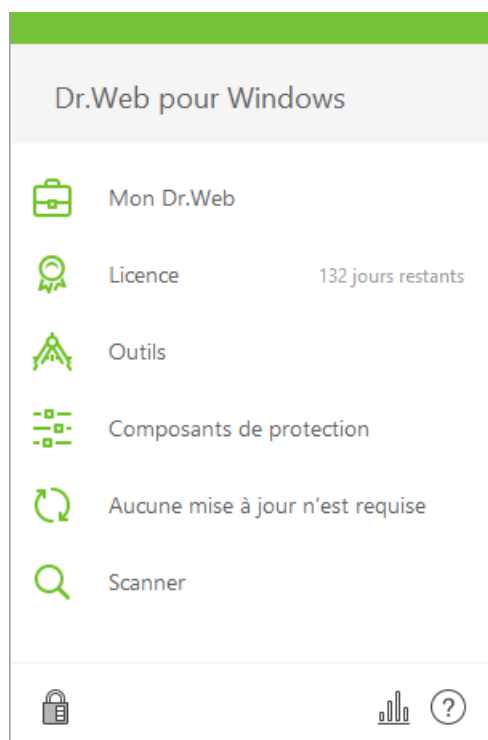 Dr.Web pour Windows
Mon Dr.Web
Licence 132 jours restants
Outils
Composants de protection
Aucune mise à jour n'est requise
Scanner
?